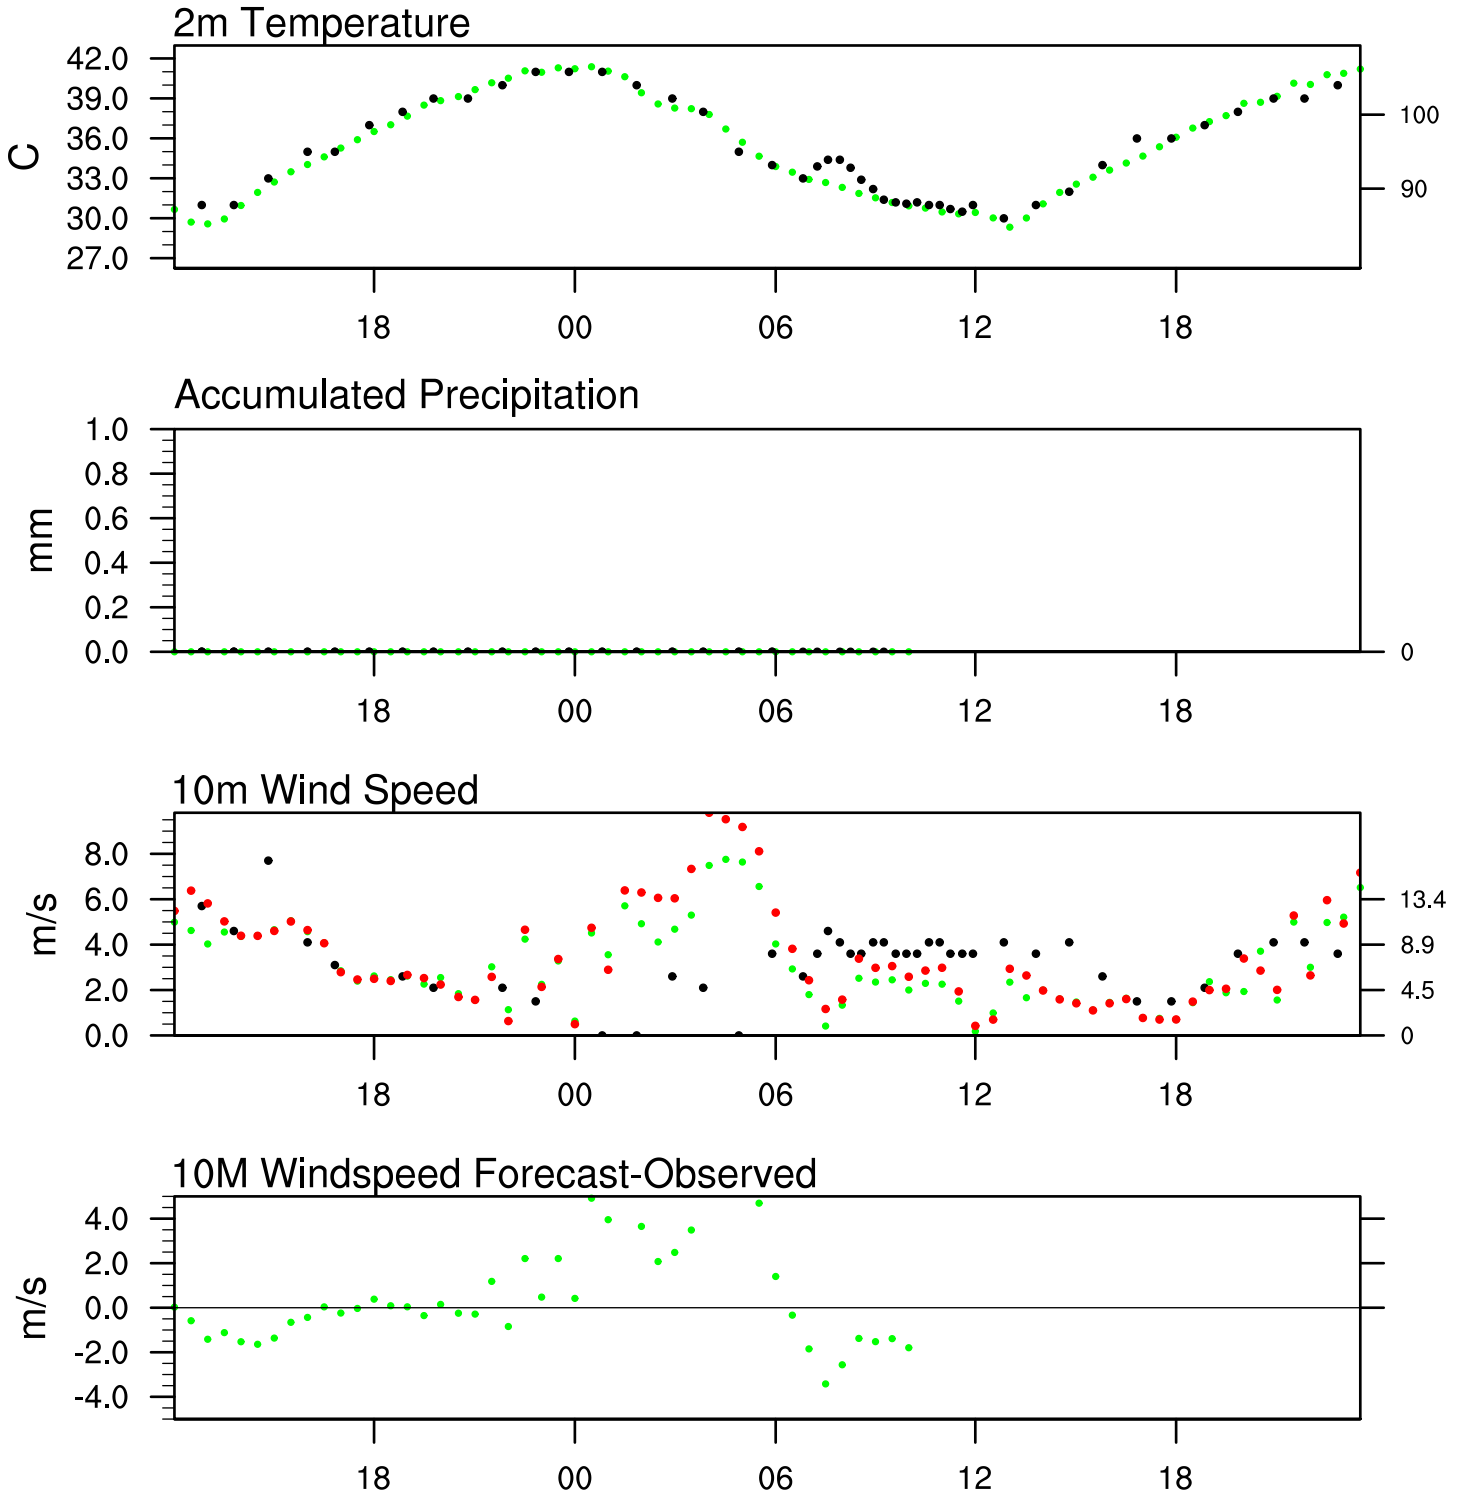 2m Temperature
42.0
39.0
36.0
33.0
30.0
27.0
C
100
90
18 00 06 12 18
Accumulated Precipitation
1.0
0.8
0.6
0.4
0.2
0.0
mm
0
18 00 06 12 18
10m Wind Speed
8.0
6.0
4.0
2.0
0.0
m/s
13.4
8.9
4.5
0
18 00 06 12 18
10M Windspeed Forecast-Observed
4.0
2.0
0.0
-2.0
-4.0
m/s
18 00 06 12 18